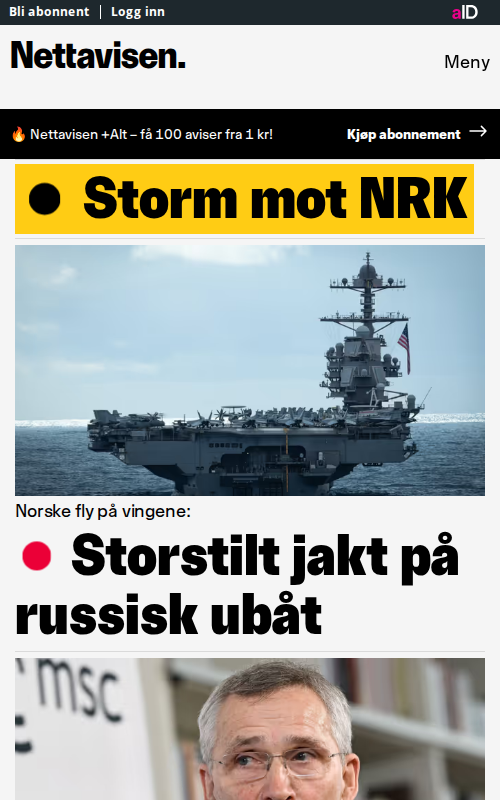 Bli abonnent | Logg inn
aID
Nettavisen.
Meny
🔥 Nettavisen +Alt – få 100 aviser fra 1 kr!
Kjøp abonnement →
Storm mot NRK
Norske fly på vingene:
Storstilt jakt på
russisk ubåt
msc